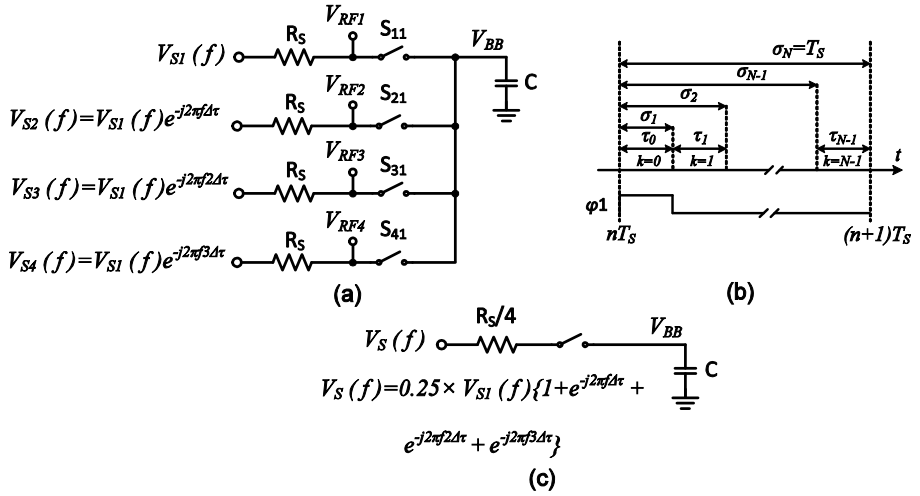 V_S1 (f) R_S V_RF1 S_11 V_BB C
V_S2 (f)=V_S1 (f)e^-j2πfΔτ R_S V_RF2 S_21
V_S3 (f)=V_S1 (f)e^-j2πf2Δτ R_S V_RF3 S_31
V_S4 (f)=V_S1 (f)e^-j2πf3Δτ R_S V_RF4 S_41
(a)
σ_N=T_S
σ_N-1
σ_2
σ_1
τ_0 τ_1 τ_N-1 t
k=0 k=1 k=N-1
φ1
nT_S (n+1)T_S
(b)
R_S/4
V_S (f) V_BB
C
V_S (f)=0.25× V_S1 (f){1+e^-j2πfΔτ +
e^-j2πf2Δτ + e^-j2πf3Δτ}
(c)